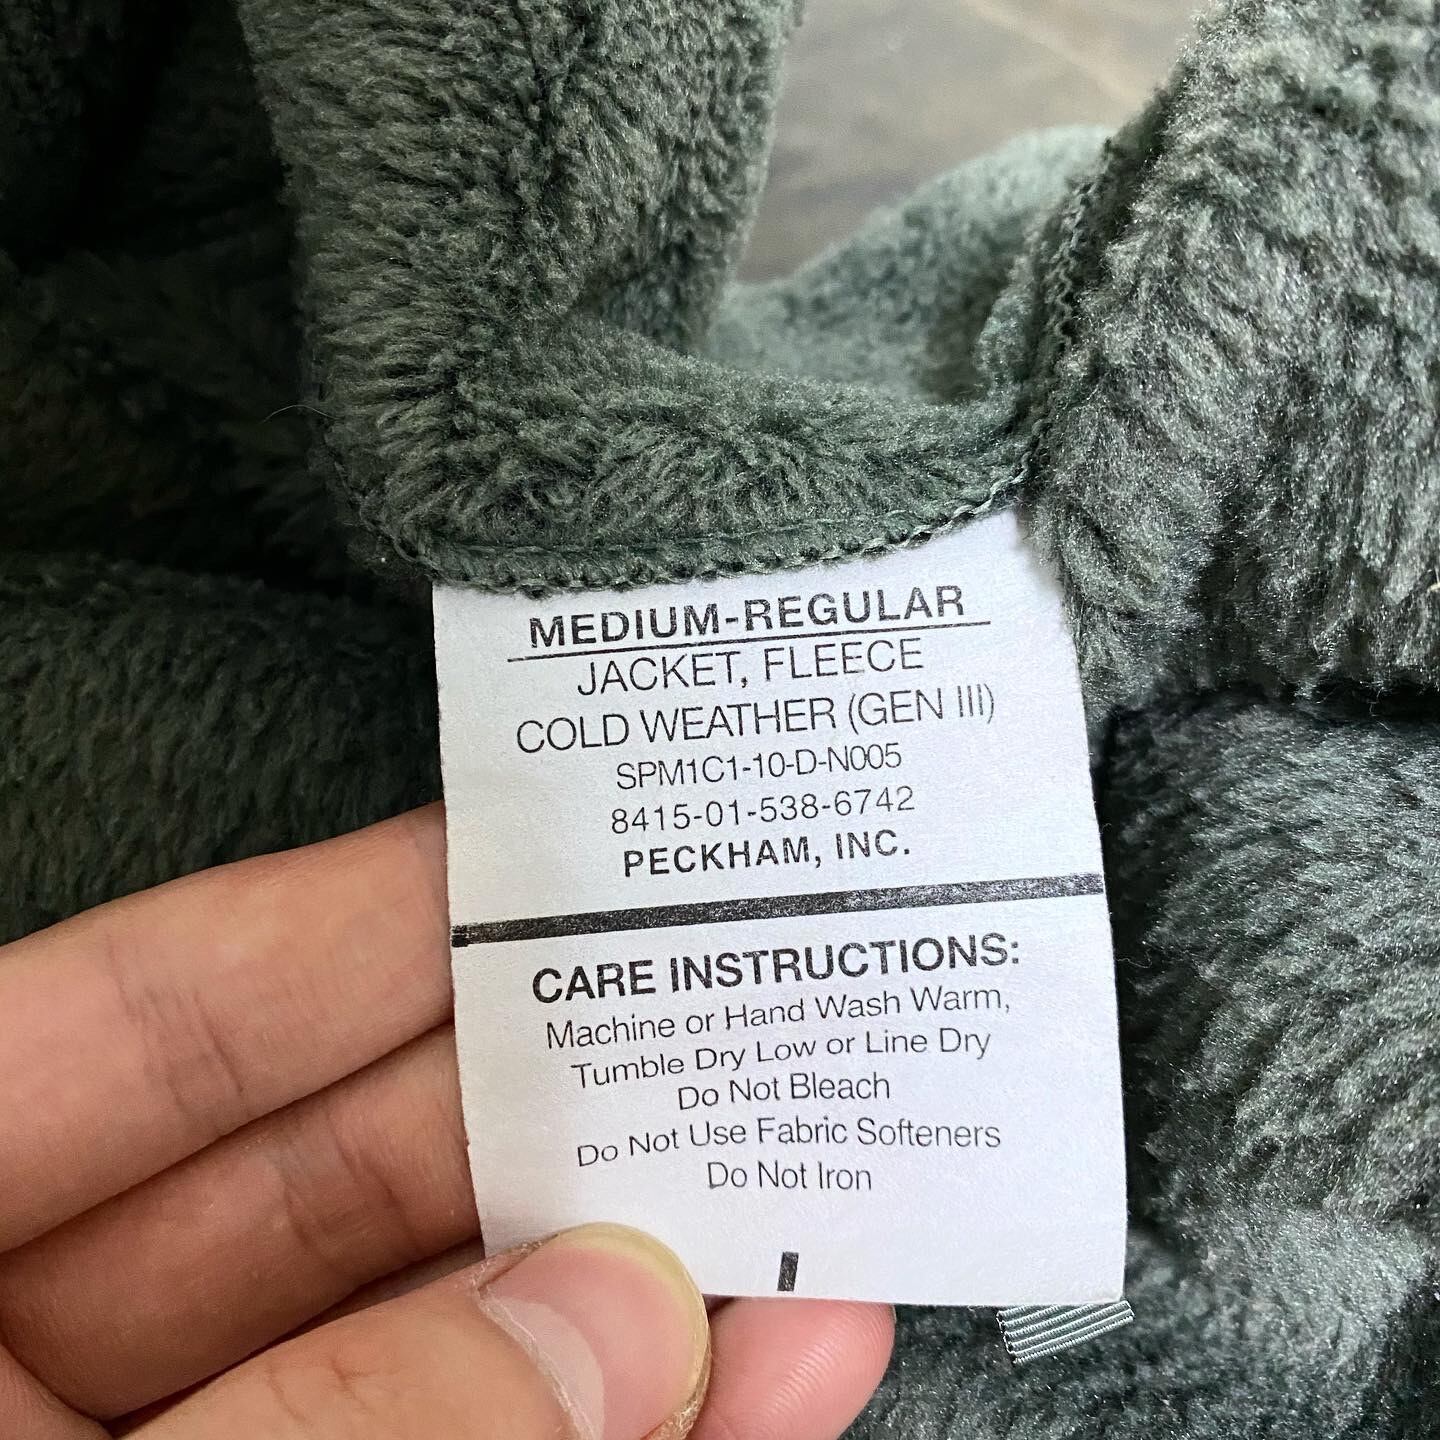 MEDIUM-REGULAR
JACKET, FLEECE
COLD WEATHER (GEN III)
SPM1C1-10-D-N005
8415-01-538-6742
PECKHAM, INC.
CARE INSTRUCTIONS:
Machine or Hand Wash Warm,
Tumble Dry Low or Line Dry
Do Not Bleach
Do Not Use Fabric Softeners
Do Not Iron